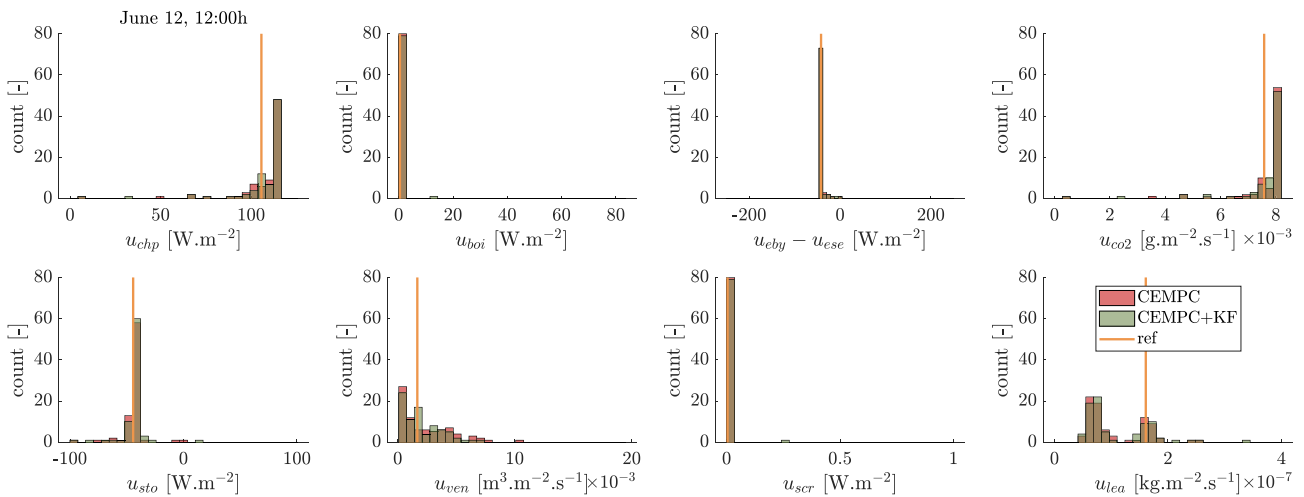 June 12, 12:00h
80
60
40
20
0
count [-]
0 50 100
u_chp [W.m⁻²]
80
60
40
20
0
count [-]
0 20 40 60 80
u_boi [W.m⁻²]
80
60
40
20
0
count [-]
-200 0 200
u_eby − u_ese [W.m⁻²]
80
60
40
20
0
count [-]
0 2 4 6 8
u_co2 [g.m⁻².s⁻¹] ×10⁻³
80
60
40
20
0
count [-]
-100 0 100
u_sto [W.m⁻²]
80
60
40
20
0
count [-]
0 10 20
u_ven [m³.m⁻².s⁻¹]×10⁻³
80
60
40
20
0
count [-]
0 0.5 1
u_scr [W.m⁻²]
80
60
40
20
0
count [-]
CEMPC
CEMPC+KF
ref
0 2 4
u_lea [kg.m⁻².s⁻¹] ×10⁻⁷